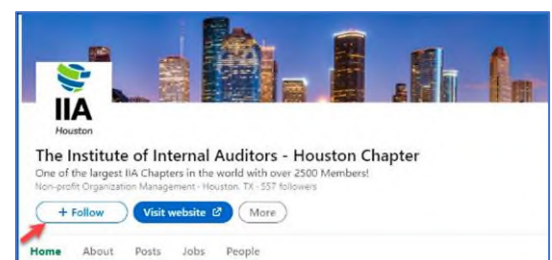 IIA
Houston
The Institute of Internal Auditors - Houston Chapter
One of the largest IIA Chapters in the world with over 2500 Members!
Non-profit Organization Management · Houston, TX · 557 followers
+ Follow Visit website More
Home About Posts Jobs People